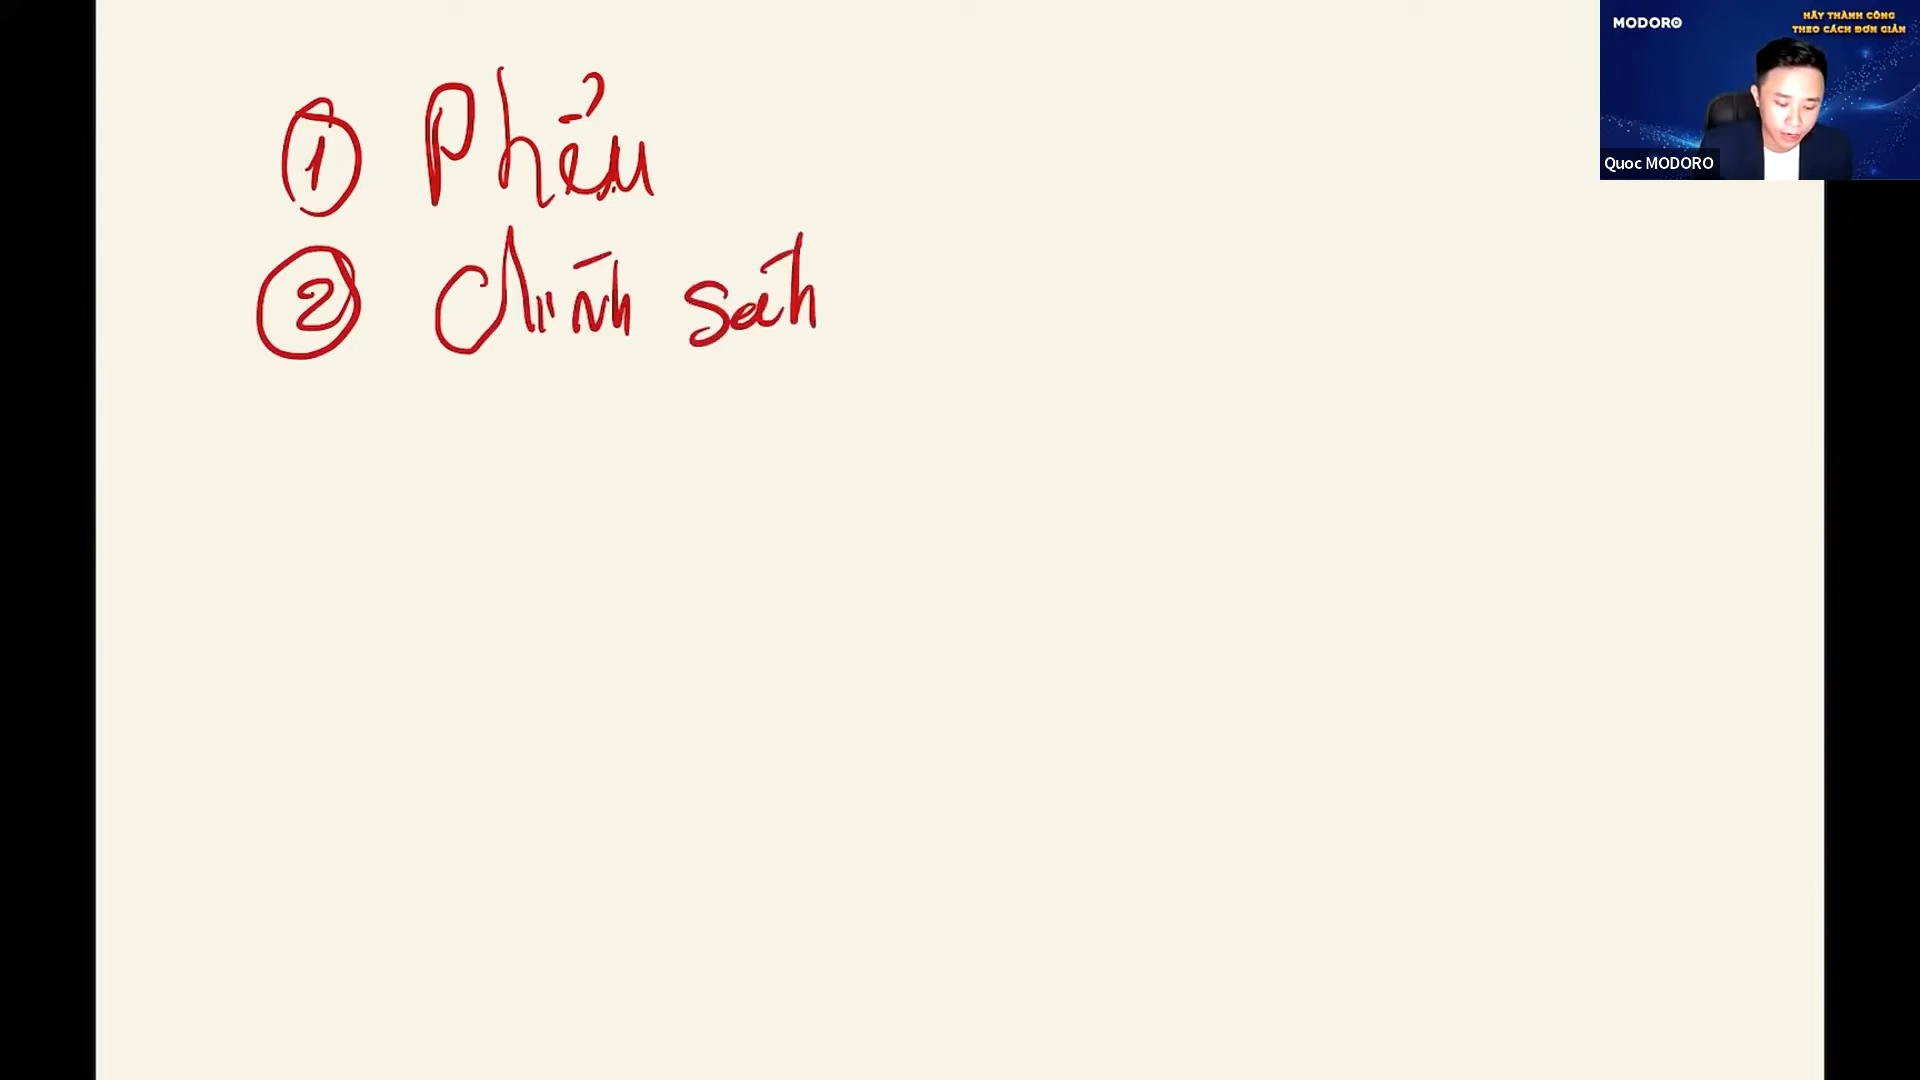 MODORO
HÃY THÀNH CÔNG
THEO CÁCH ĐƠN GIẢN
Quoc MODORO
① Phễu
② Chính sách